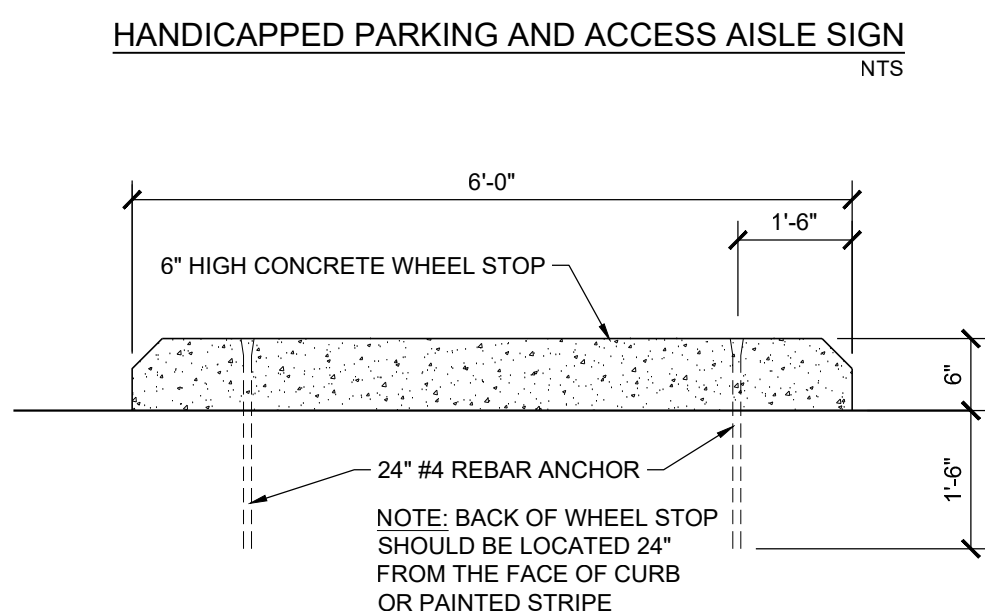 HANDICAPPED PARKING AND ACCESS AISLE SIGN
NTS
6'-0"
1'-6"
6" HIGH CONCRETE WHEEL STOP
6"
1'-6"
24" #4 REBAR ANCHOR
NOTE: BACK OF WHEEL STOP
SHOULD BE LOCATED 24"
FROM THE FACE OF CURB
OR PAINTED STRIPE